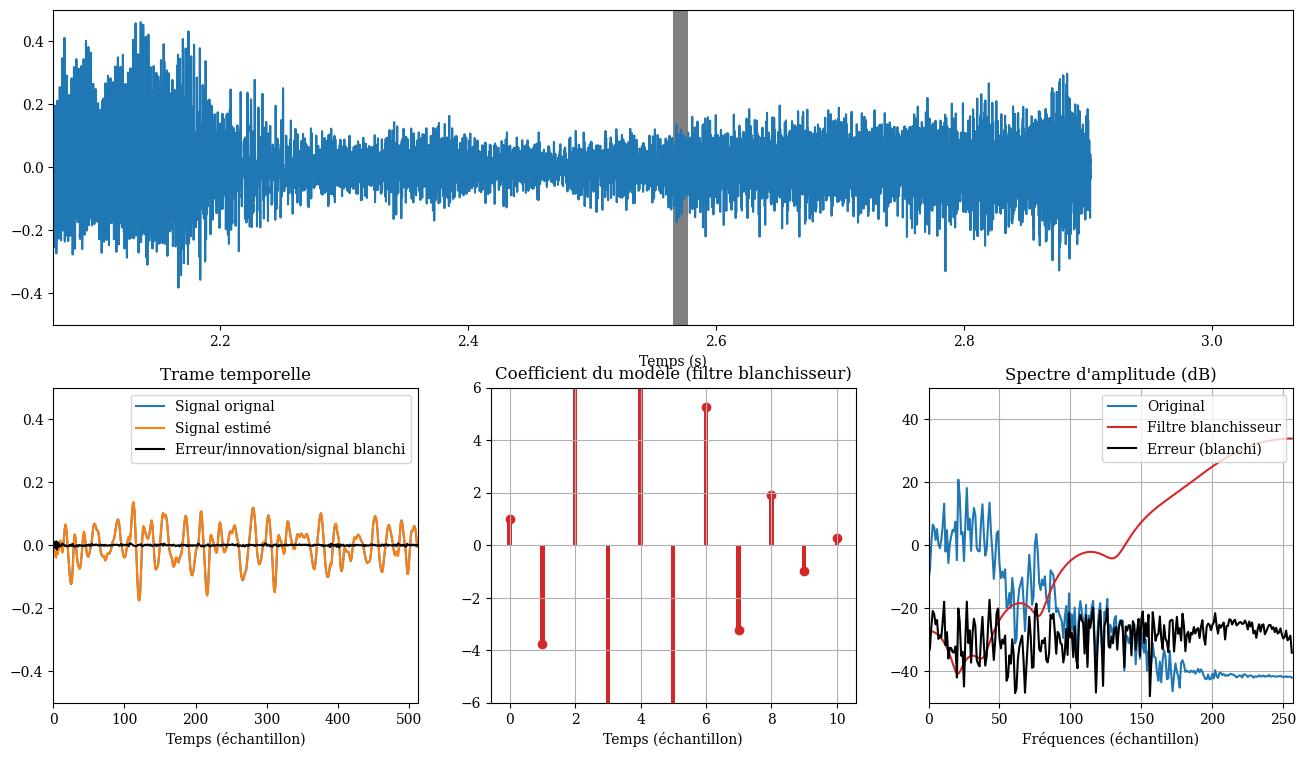 0.4
0.2
0.0
−0.2
−0.4
2.2 2.4 2.6 2.8 3.0
Temps (s)
Trame temporelle
Signal orignal
Signal estimé
Erreur/innovation/signal blanchi
0.4
0.2
0.0
−0.2
−0.4
0 100 200 300 400 500
Temps (échantillon)
Coefficient du modèle (filtre blanchisseur)
6
4
2
0
−2
−4
−6
0 2 4 6 8 10
Temps (échantillon)
Spectre d'amplitude (dB)
Original
Filtre blanchisseur
Erreur (blanchi)
40
20
0
−20
−40
0 50 100 150 200 250
Fréquences (échantillon)